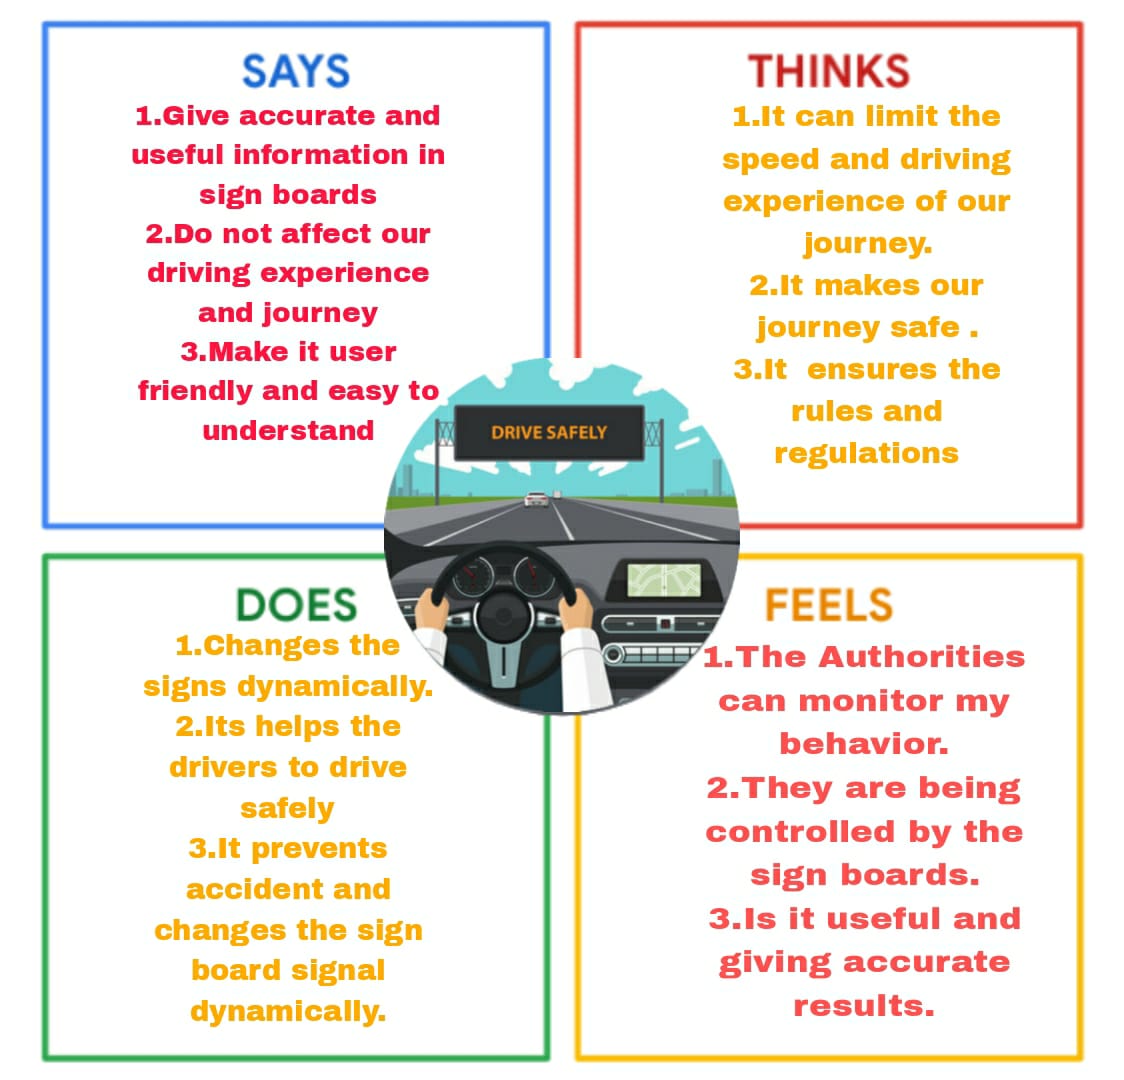 SAYS
1.Give accurate and
useful information in
sign boards
2.Do not affect our
driving experience
and journey
3.Make it user
friendly and easy to
understand
THINKS
1.It can limit the
speed and driving
experience of our
journey.
2.It makes our
journey safe .
3.It ensures the
rules and
regulations
DRIVE SAFELY
DOES
1.Changes the
signs dynamically.
2.Its helps the
drivers to drive
safely
3.It prevents
accident and
changes the sign
board signal
dynamically.
FEELS
1.The Authorities
can monitor my
behavior.
2.They are being
controlled by the
sign boards.
3.Is it useful and
giving accurate
results.